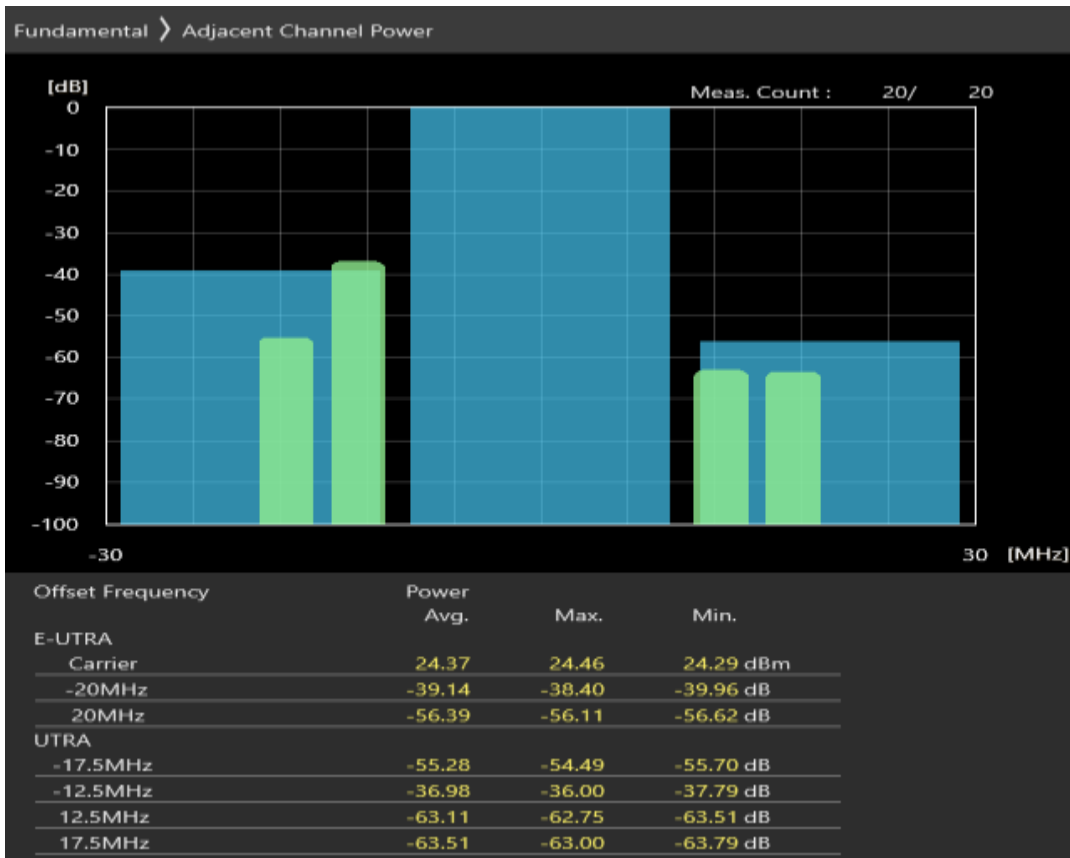 Fundamental ❯ Adjacent Channel Power
[dB]
Meas. Count : 20/ 20
0
-10
-20
-30
-40
-50
-60
-70
-80
-90
-100
-30 30 [MHz]
Offset Frequency Power
Avg. Max. Min.
E-UTRA
Carrier 24.37 24.46 24.29 dBm
-20MHz -39.14 -38.40 -39.96 dB
20MHz -56.39 -56.11 -56.62 dB
UTRA
-17.5MHz -55.28 -54.49 -55.70 dB
-12.5MHz -36.98 -36.00 -37.79 dB
12.5MHz -63.11 -62.75 -63.51 dB
17.5MHz -63.51 -63.00 -63.79 dB